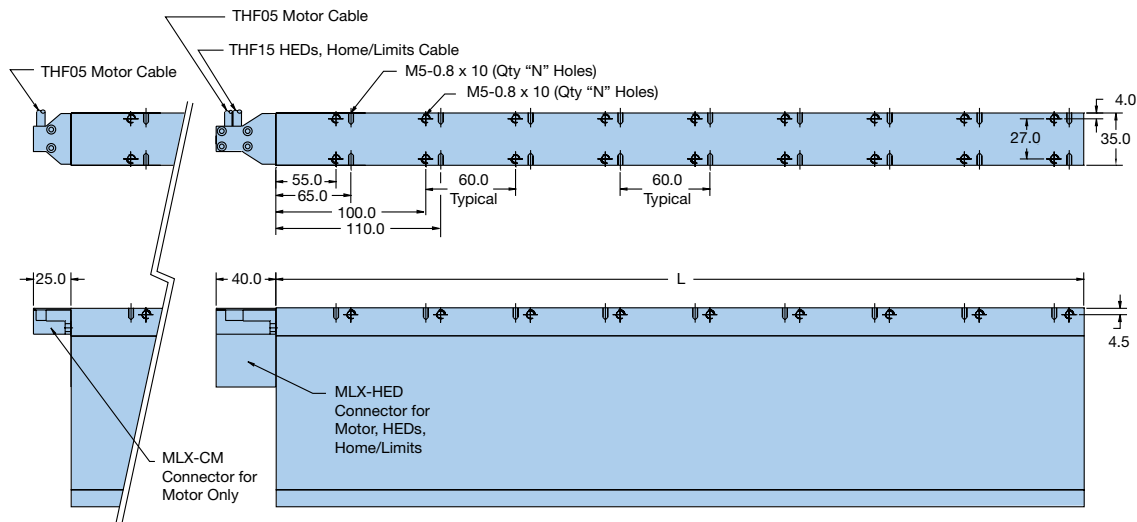 THF05 Motor Cable
THF15 HEDs, Home/Limits Cable
THF05 Motor Cable
M5-0.8 x 10 (Qty “N” Holes)
M5-0.8 x 10 (Qty “N” Holes)
4.0
27.0
35.0
55.0
65.0
100.0
110.0
60.0
Typical
60.0
Typical
25.0
40.0
L
4.5
MLX-HED
Connector for
Motor, HEDs,
Home/Limits
MLX-CM
Connector for
Motor Only